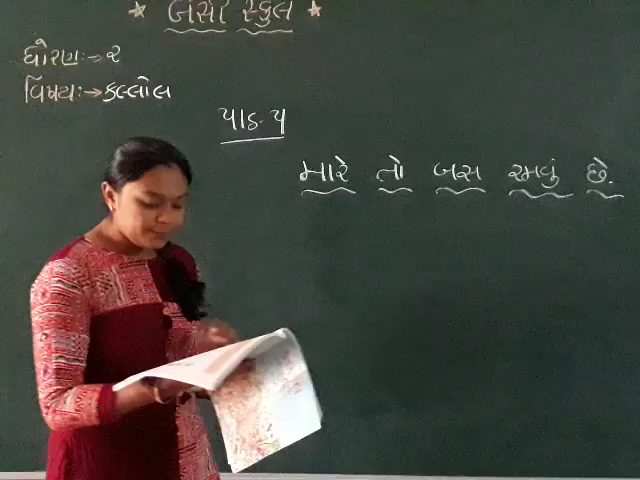 ★ બંસી સ્કુલ ★
ધોરણઃ→૨
વિષયઃ→કલ્લોલ
પાઠ-૫
મારે તો બસ રમવું છે.